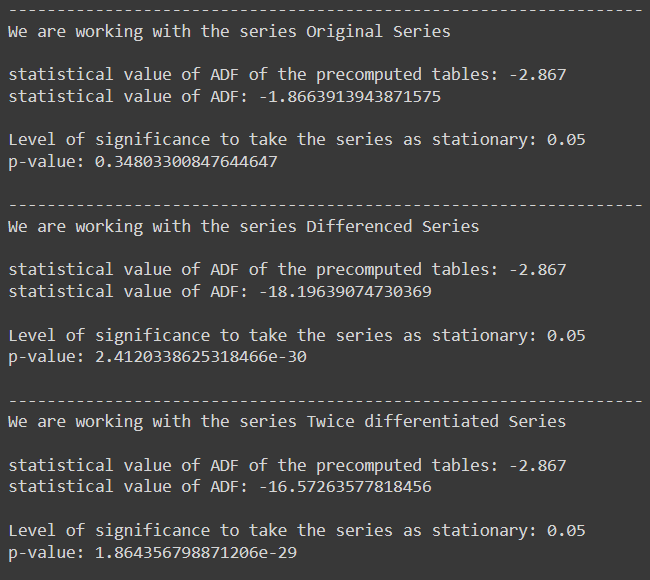 -----------------------------------------------------------------
We are working with the series Original Series
statistical value of ADF of the precomputed tables: -2.867
statistical value of ADF: -1.8663913943871575
Level of significance to take the series as stationary: 0.05
p-value: 0.34803300847644647
-----------------------------------------------------------------
We are working with the series Differenced Series
statistical value of ADF of the precomputed tables: -2.867
statistical value of ADF: -18.19639074730369
Level of significance to take the series as stationary: 0.05
p-value: 2.4120338625318466e-30
-----------------------------------------------------------------
We are working with the series Twice differentiated Series
statistical value of ADF of the precomputed tables: -2.867
statistical value of ADF: -16.57263577818456
Level of significance to take the series as stationary: 0.05
p-value: 1.864356798871206e-29